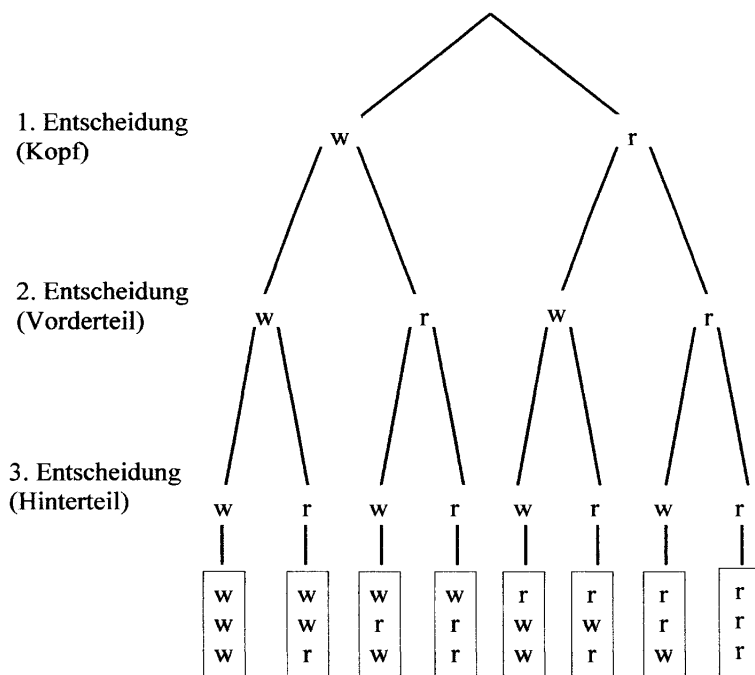 1. Entscheidung
(Kopf)
w r
2. Entscheidung
(Vorderteil)
w r w r
3. Entscheidung
(Hinterteil)
w r w r w r w r
w w w w r r r r
w w r r w w r r
w r w r w r w r